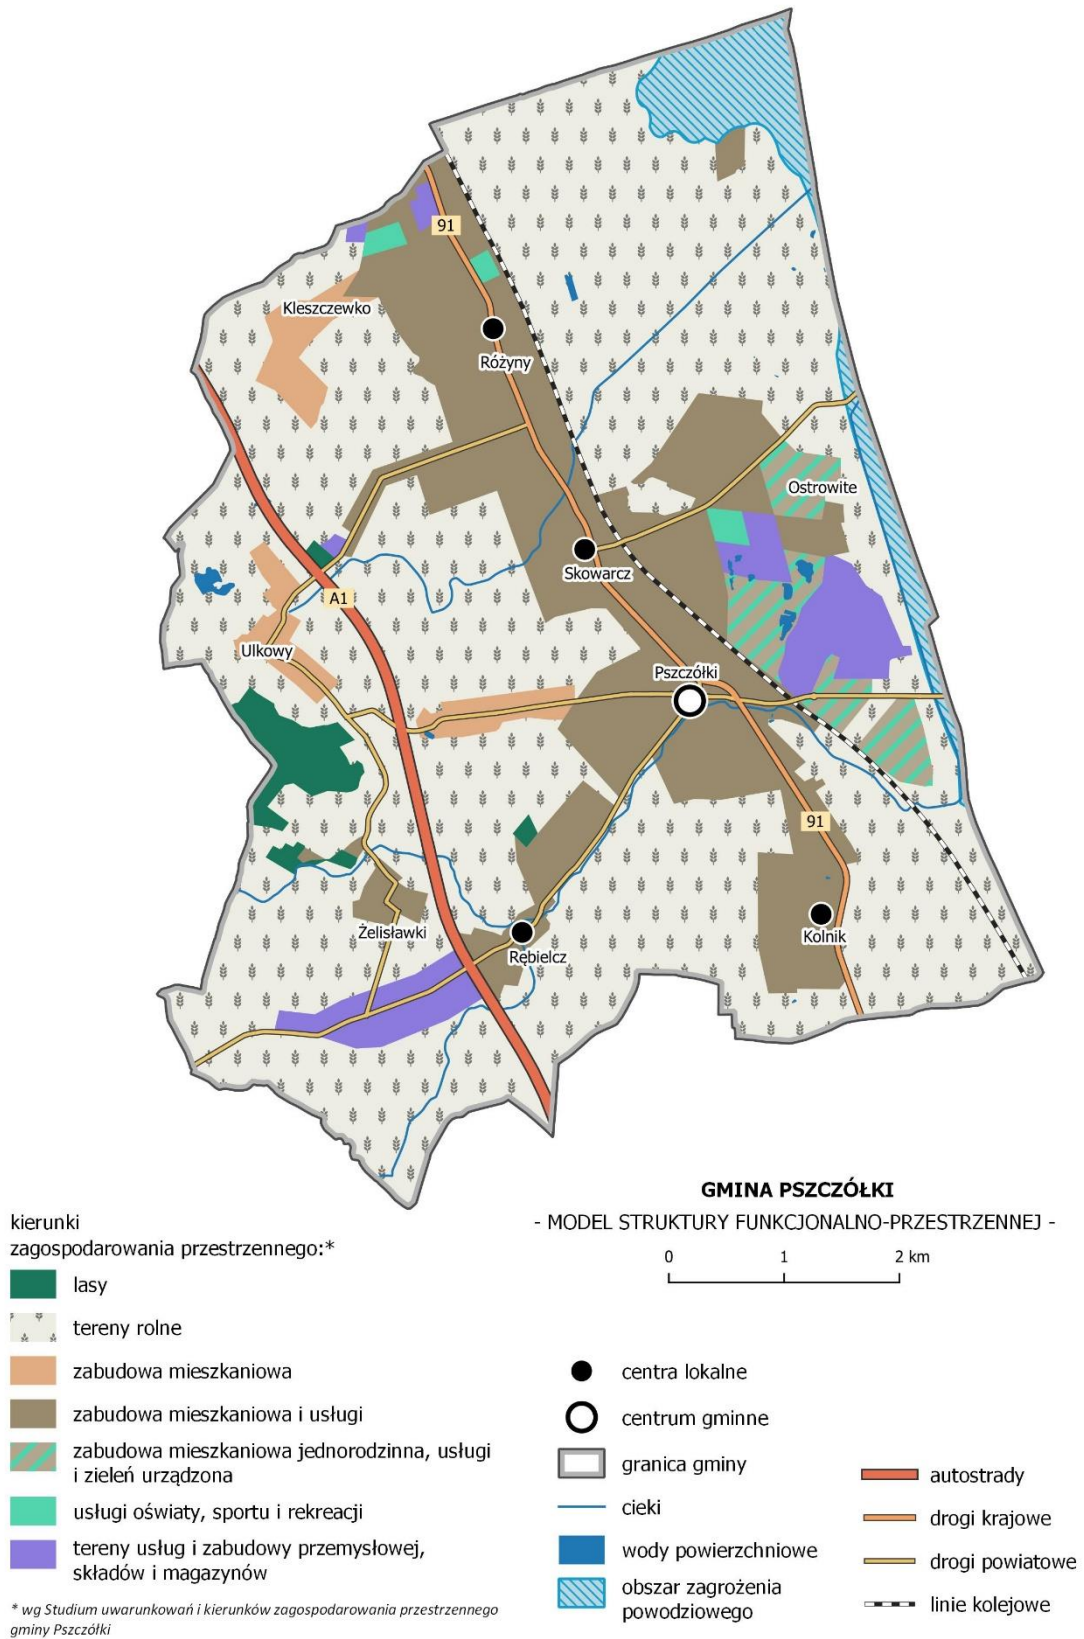 91
Kleszczewko
Różyny
Ostrowite
Skowarcz
A1
Ulkowy
Pszczółki
91
Żelisławki
Rębielcz
Kolnik
GMINA PSZCZÓŁKI
- MODEL STRUKTURY FUNKCJONALNO-PRZESTRZENNEJ -
0 1 2 km
kierunki
zagospodarowania przestrzennego:*
lasy
tereny rolne
zabudowa mieszkaniowa
zabudowa mieszkaniowa i usługi
zabudowa mieszkaniowa jednorodzinna, usługi
i zieleń urządzona
usługi oświaty, sportu i rekreacji
tereny usług i zabudowy przemysłowej,
składów i magazynów
* wg Studium uwarunkowań i kierunków zagospodarowania przestrzennego
gminy Pszczółki
centra lokalne
centrum gminne
granica gminy
cieki
wody powierzchniowe
obszar zagrożenia
powodziowego
autostrady
drogi krajowe
drogi powiatowe
linie kolejowe